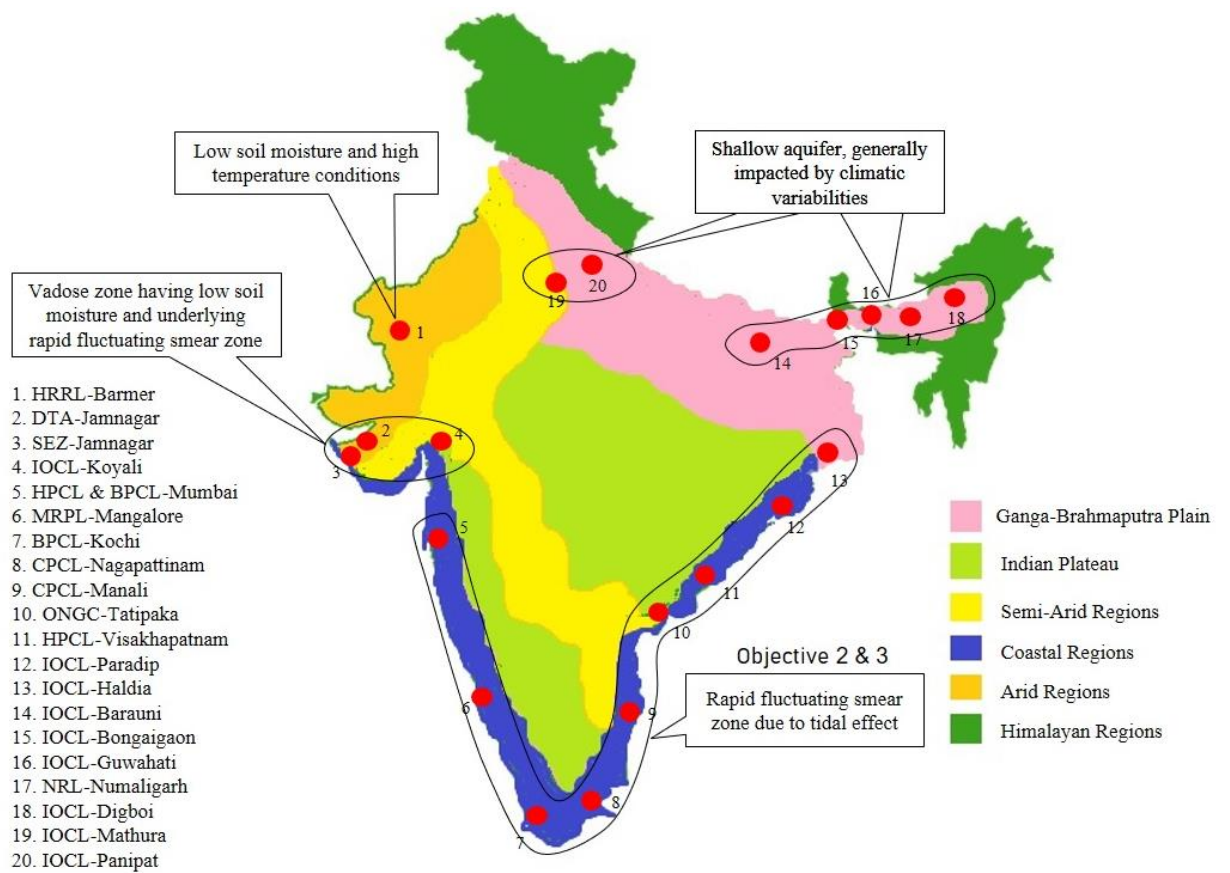 Low soil moisture and high
temperature conditions
Shallow aquifer, generally
impacted by climatic
variabilities
Vadose zone having low soil
moisture and underlying
rapid fluctuating smear zone
1. HRRL-Barmer
2. DTA-Jamnagar
3. SEZ-Jamnagar
4. IOCL-Koyali
5. HPCL & BPCL-Mumbai
6. MRPL-Mangalore
7. BPCL-Kochi
8. CPCL-Nagapattinam
9. CPCL-Manali
10. ONGC-Tatipaka
11. HPCL-Visakhapatnam
12. IOCL-Paradip
13. IOCL-Haldia
14. IOCL-Barauni
15. IOCL-Bongaigaon
16. IOCL-Guwahati
17. NRL-Numaligarh
18. IOCL-Digboi
19. IOCL-Mathura
20. IOCL-Panipat
1
2
3
4
5
6
7
8
9
10
11
12
13
14
15
16
17
18
19
20
Objective 2 & 3
Rapid fluctuating smear
zone due to tidal effect
Ganga-Brahmaputra Plain
Indian Plateau
Semi-Arid Regions
Coastal Regions
Arid Regions
Himalayan Regions